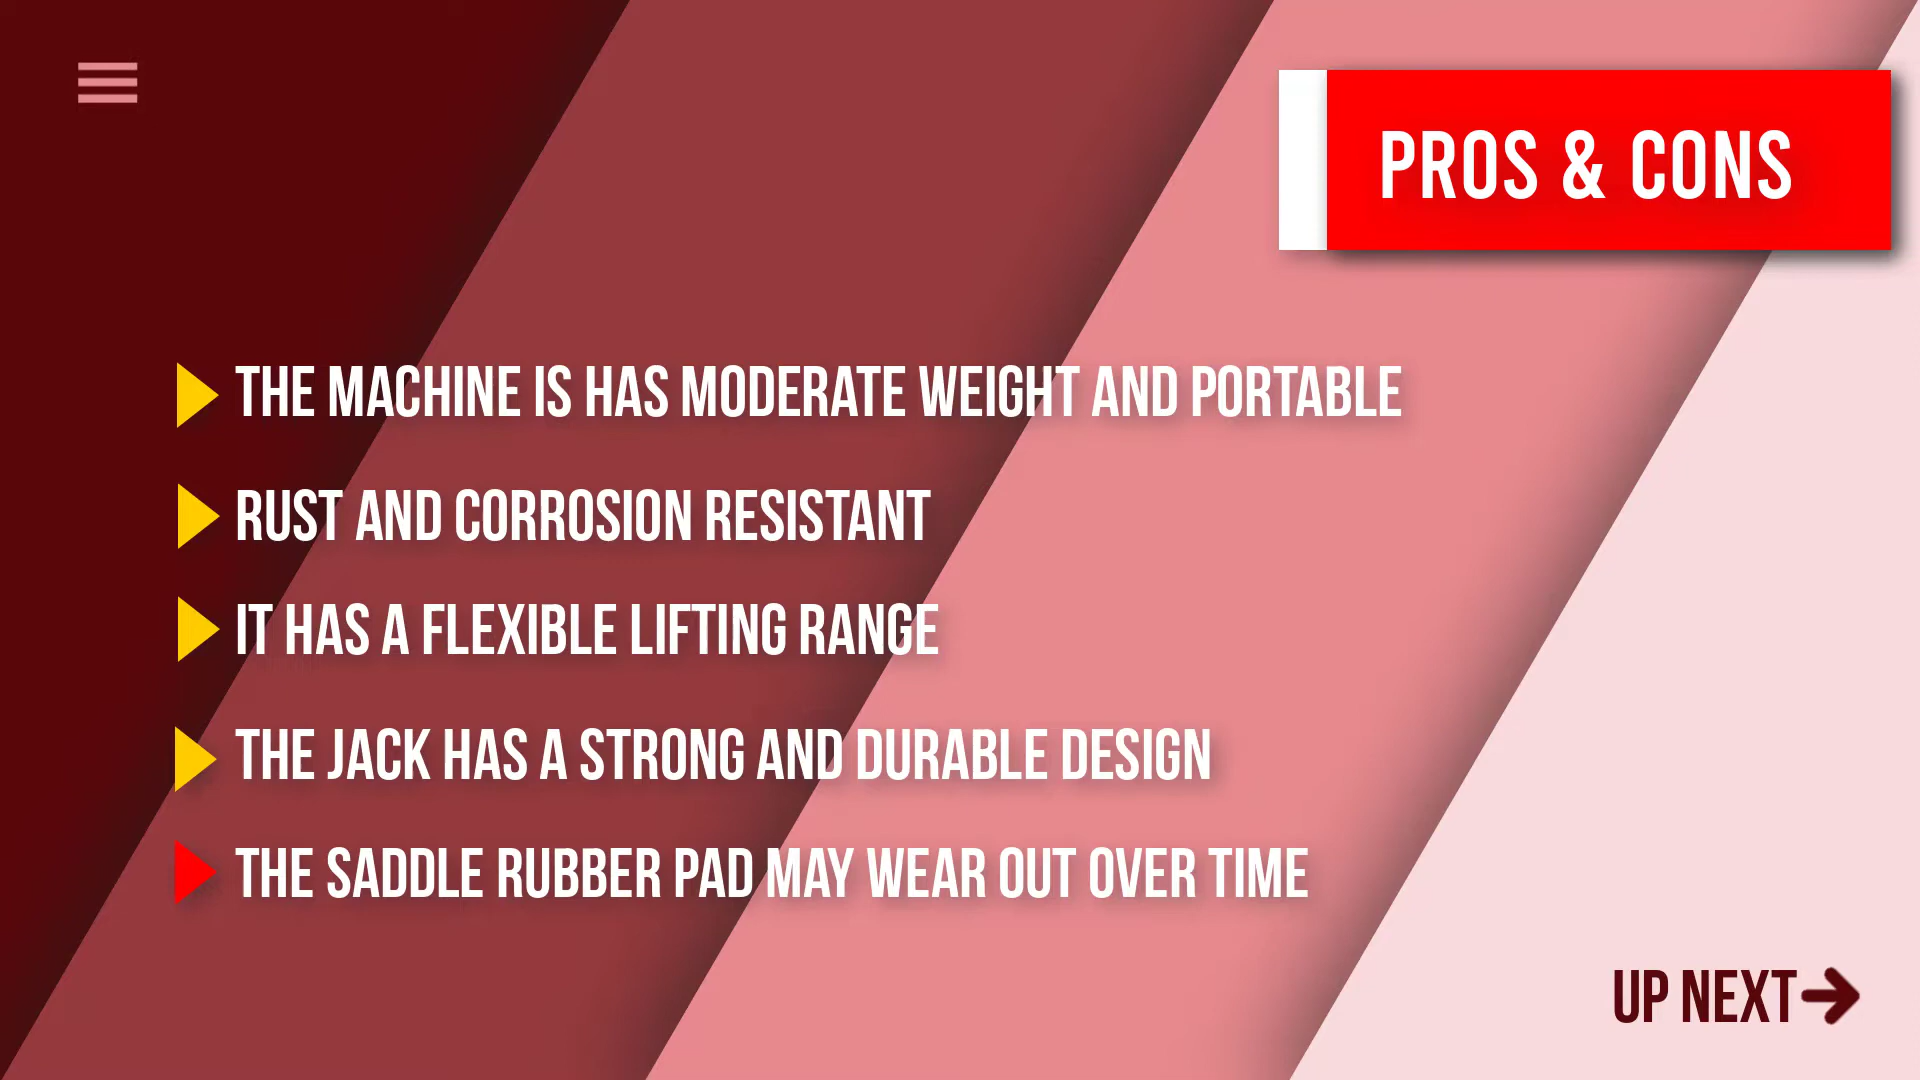 PROS & CONS
THE MACHINE IS HAS MODERATE WEIGHT AND PORTABLE
RUST AND CORROSION RESISTANT
IT HAS A FLEXIBLE LIFTING RANGE
THE JACK HAS A STRONG AND DURABLE DESIGN
THE SADDLE RUBBER PAD MAY WEAR OUT OVER TIME
UP NEXT